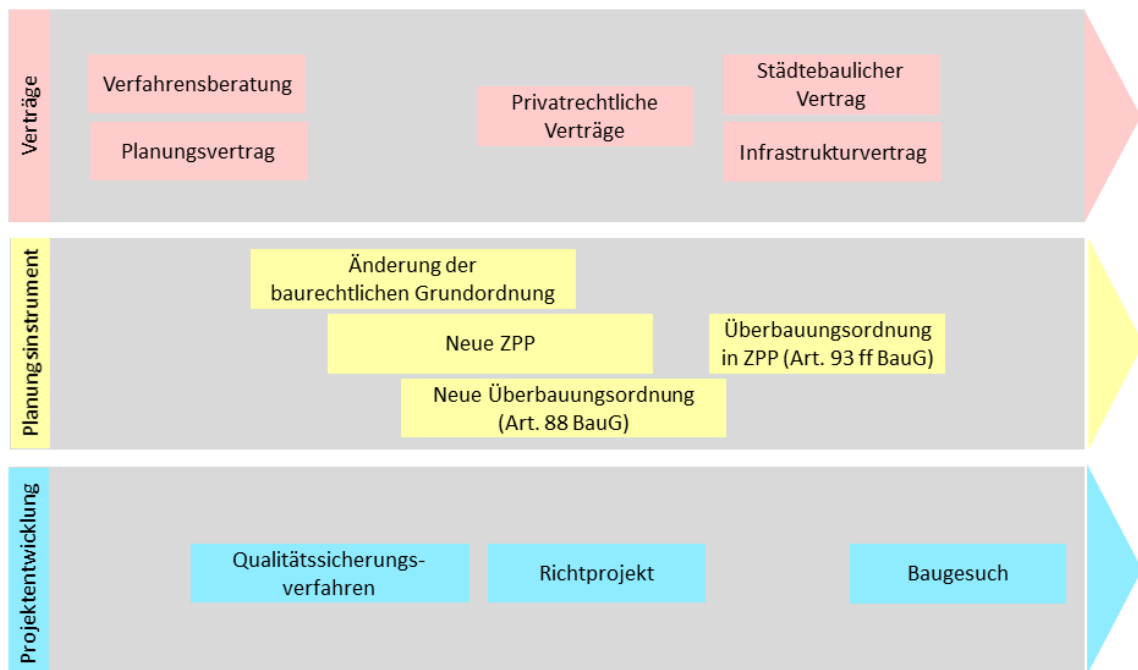 Verträge
Verfahrensberatung
Planungsvertrag
Privatrechtliche
Verträge
Städtebaulicher
Vertrag
Infrastrukturvertrag
Planungsinstrument
Änderung der
baurechtlichen Grundordnung
Neue ZPP
Neue Überbauungsordnung
(Art. 88 BauG)
Überbauungsordnung
in ZPP (Art. 93 ff BauG)
Projektentwicklung
Qualitätssicherungs-
verfahren
Richtprojekt
Baugesuch